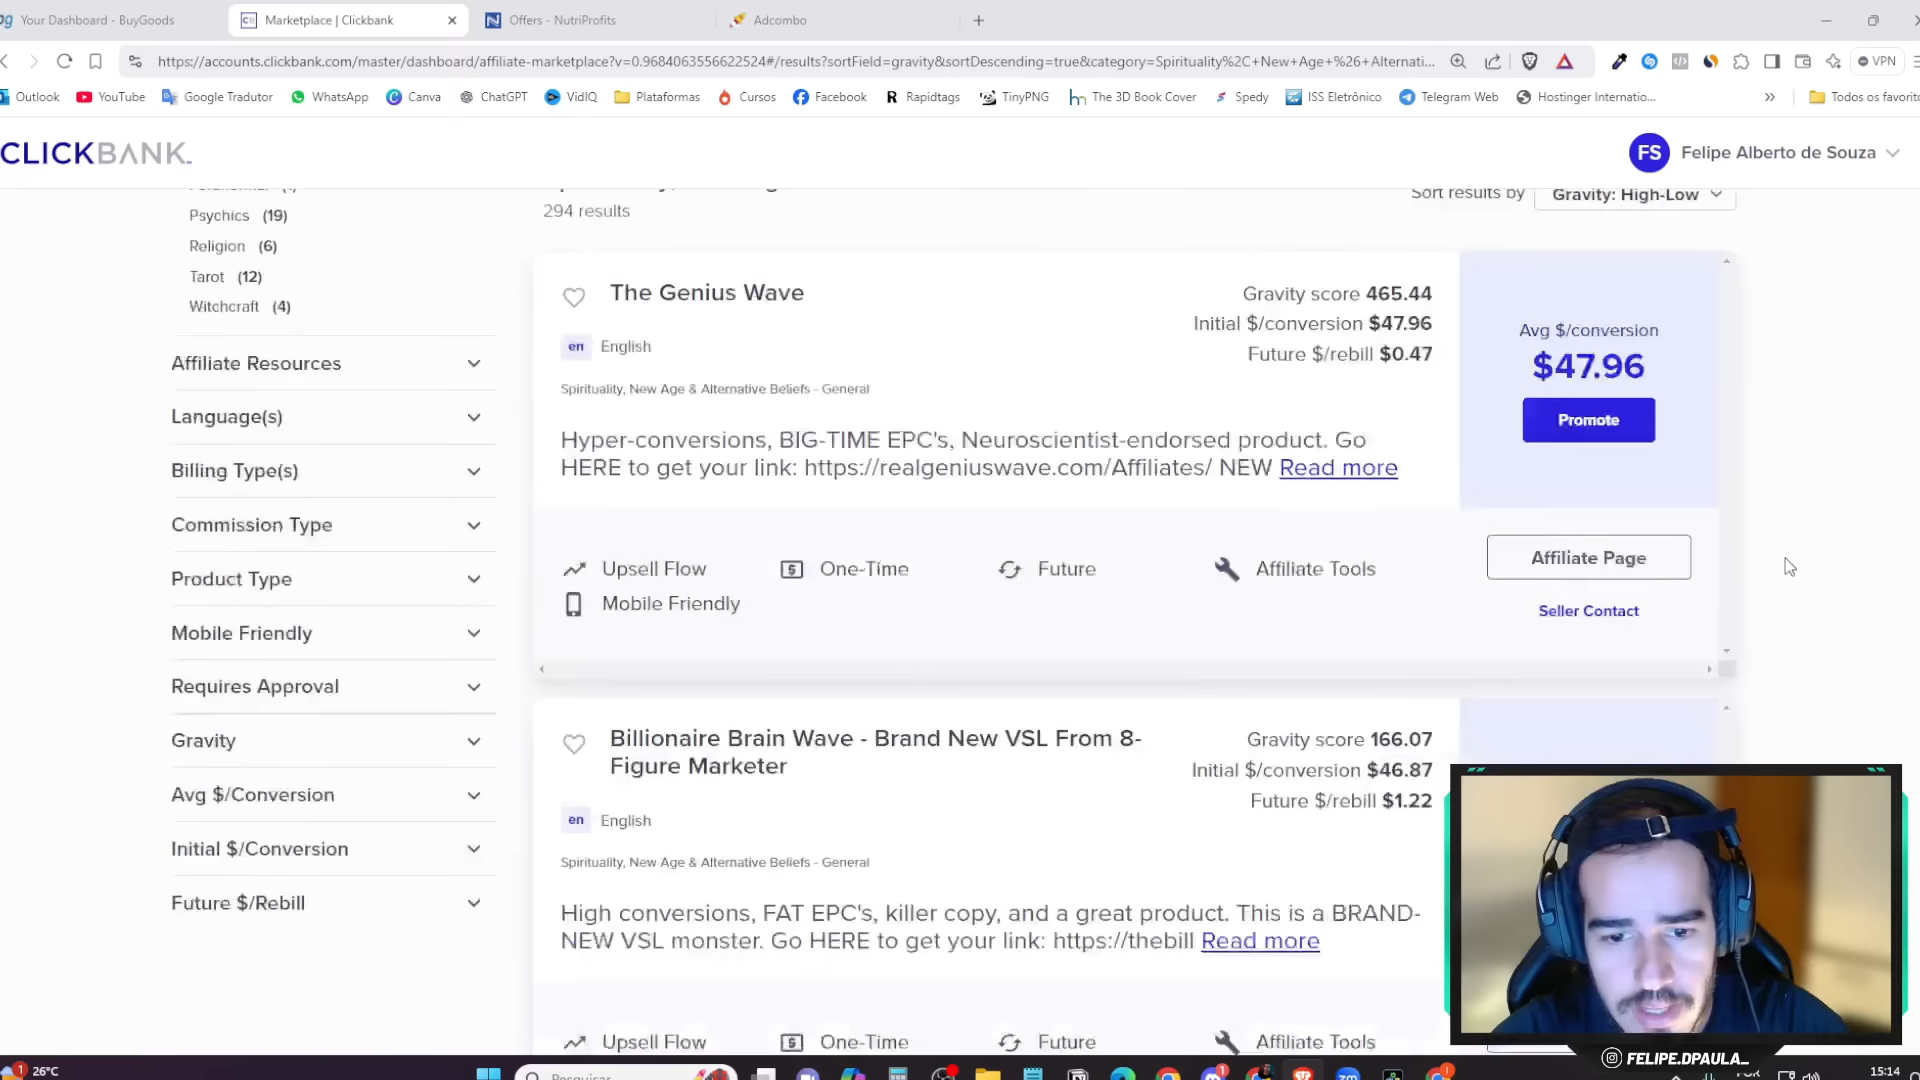 Your Dashboard - BuyGoods
Marketplace | Clickbank
Offers - NutriProfits
Adcombo
https://accounts.clickbank.com/master/dashboard/affiliate-marketplace?v=0.9684063556622524#/results?sortField=gravity&sortDescending=true&category=Spirituality%2C+New+Age+%26+Alternati...
VPN
Outlook
YouTube
Google Tradutor
WhatsApp
Canva
ChatGPT
VidIQ
Plataformas
Cursos
Facebook
Rapidtags
TinyPNG
The 3D Book Cover
Spedy
ISS Eletrônico
Telegram Web
Hostinger Internatio...
Todos os favorito
CLICKBANK
FS
Felipe Alberto de Souza
Psychics (19)
Religion (6)
Tarot (12)
Witchcraft (4)
Affiliate Resources
Language(s)
Billing Type(s)
Commission Type
Product Type
Mobile Friendly
Requires Approval
Gravity
Avg $/Conversion
Initial $/Conversion
Future $/Rebill
294 results
Sort results by
Gravity: High-Low
The Genius Wave
Gravity score 465.44
Initial $/conversion $47.96
Future $/rebill $0.47
en English
Spirituality, New Age & Alternative Beliefs - General
Hyper-conversions, BIG-TIME EPC's, Neuroscientist-endorsed product. Go
HERE to get your link: https://realgeniuswave.com/Affiliates/ NEW Read more
Avg $/conversion
$47.96
Promote
Upsell Flow
One-Time
Future
Affiliate Tools
Mobile Friendly
Affiliate Page
Seller Contact
Billionaire Brain Wave - Brand New VSL From 8-
Figure Marketer
Gravity score 166.07
Initial $/conversion $46.87
Future $/rebill $1.22
en English
Spirituality, New Age & Alternative Beliefs - General
High conversions, FAT EPC's, killer copy, and a great product. This is a BRAND-
NEW VSL monster. Go HERE to get your link: https://thebill Read more
Upsell Flow
One-Time
Future
Affiliate Tools
FELIPE.DPAULA_
1
26°C
Pesquisar
15:14